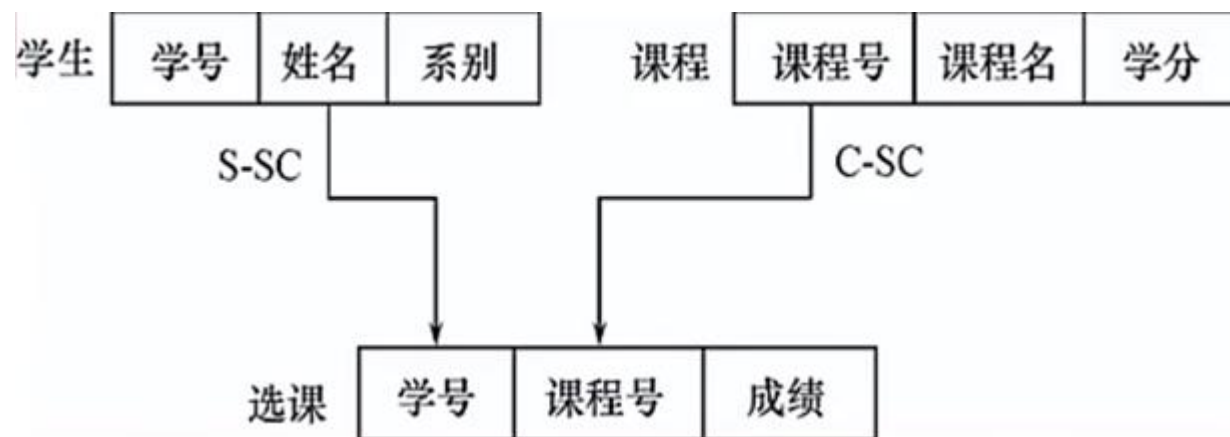 学生 学号 姓名 系别 课程 课程号 课程名 学分
S-SC C-SC
选课 学号 课程号 成绩